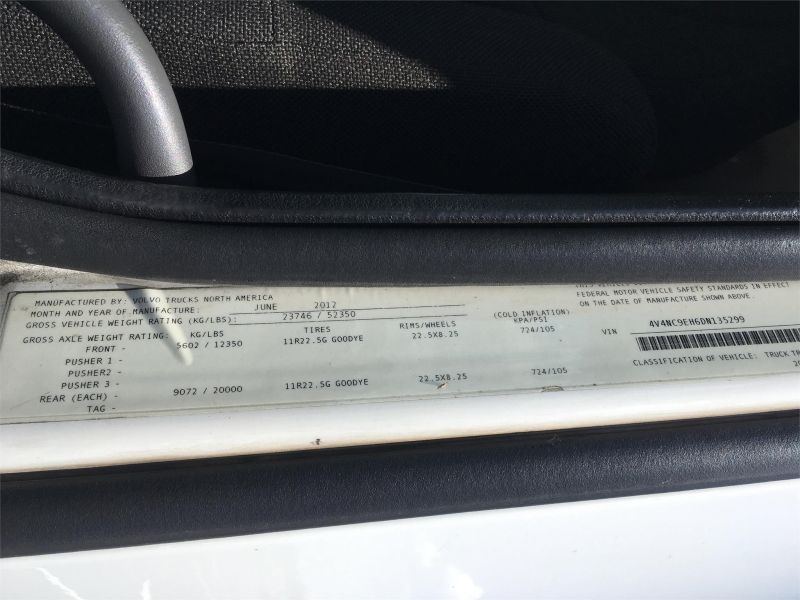 MANUFACTURED BY: VOLVO TRUCKS NORTH AMERICA
MONTH AND YEAR OF MANUFACTURE: JUNE 2012
GROSS VEHICLE WEIGHT RATING (KG/LBS): 23746 / 52350
GROSS AXLE WEIGHT RATING: KG/LBS TIRES RIMS/WHEELS (COLD INFLATION) KPA/PSI
FRONT - 5602 / 12350 11R22.5G GOODYE 22.5X8.25 724/105
PUSHER 1 -
PUSHER2 -
PUSHER 3 -
REAR (EACH) - 9072 / 20000 11R22.5G GOODYE 22.5X8.25 724/105
TAG -
FEDERAL MOTOR VEHICLE SAFETY STANDARDS IN EFFECT
ON THE DATE OF MANUFACTURE SHOWN ABOVE.
VIN 4V4NC9EH6DN135299
CLASSIFICATION OF VEHICLE: TRUCK